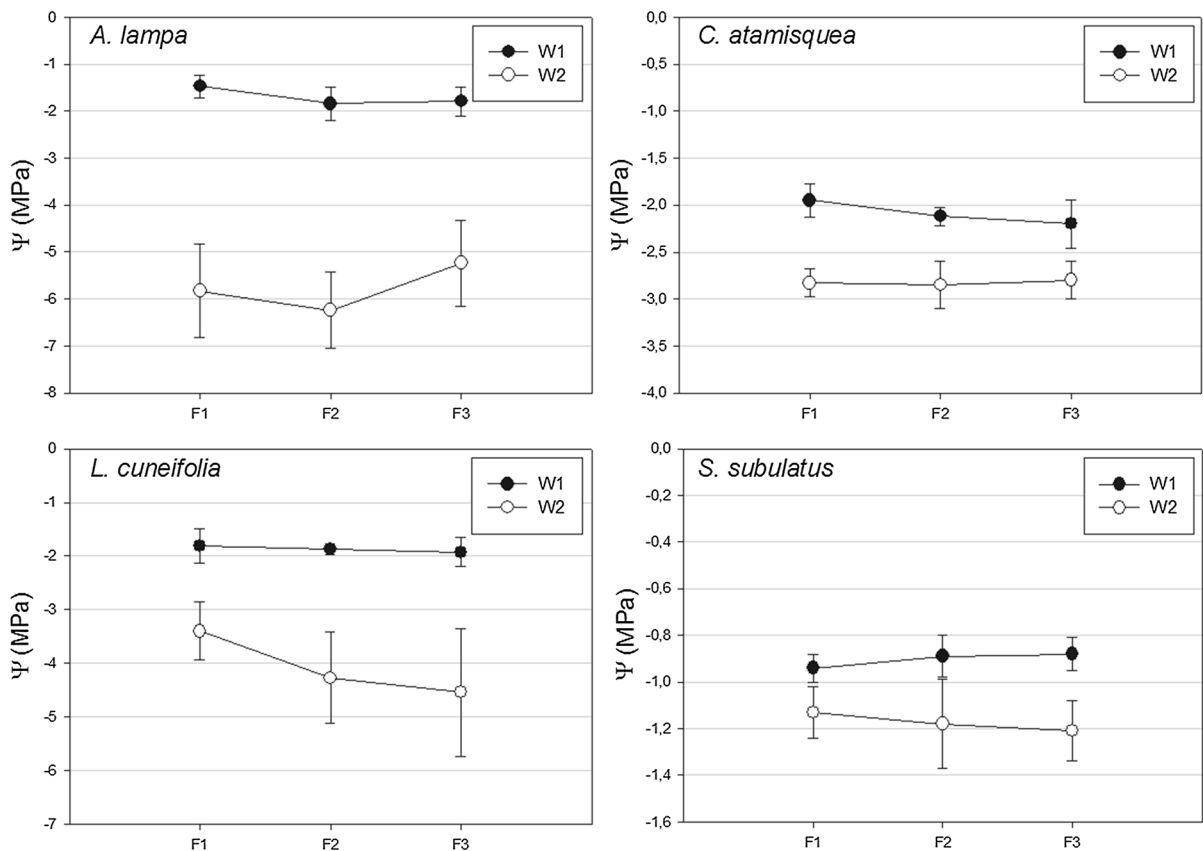 A. lampa
W1
W2
Ψ (MPa)
0
-1
-2
-3
-4
-5
-6
-7
-8
F1 F2 F3
C. atamisquea
W1
W2
Ψ (MPa)
0,0
-0,5
-1,0
-1,5
-2,0
-2,5
-3,0
-3,5
-4,0
F1 F2 F3
L. cuneifolia
W1
W2
Ψ (MPa)
0
-1
-2
-3
-4
-5
-6
-7
F1 F2 F3
S. subulatus
W1
W2
Ψ (MPa)
0,0
-0,2
-0,4
-0,6
-0,8
-1,0
-1,2
-1,4
-1,6
F1 F2 F3